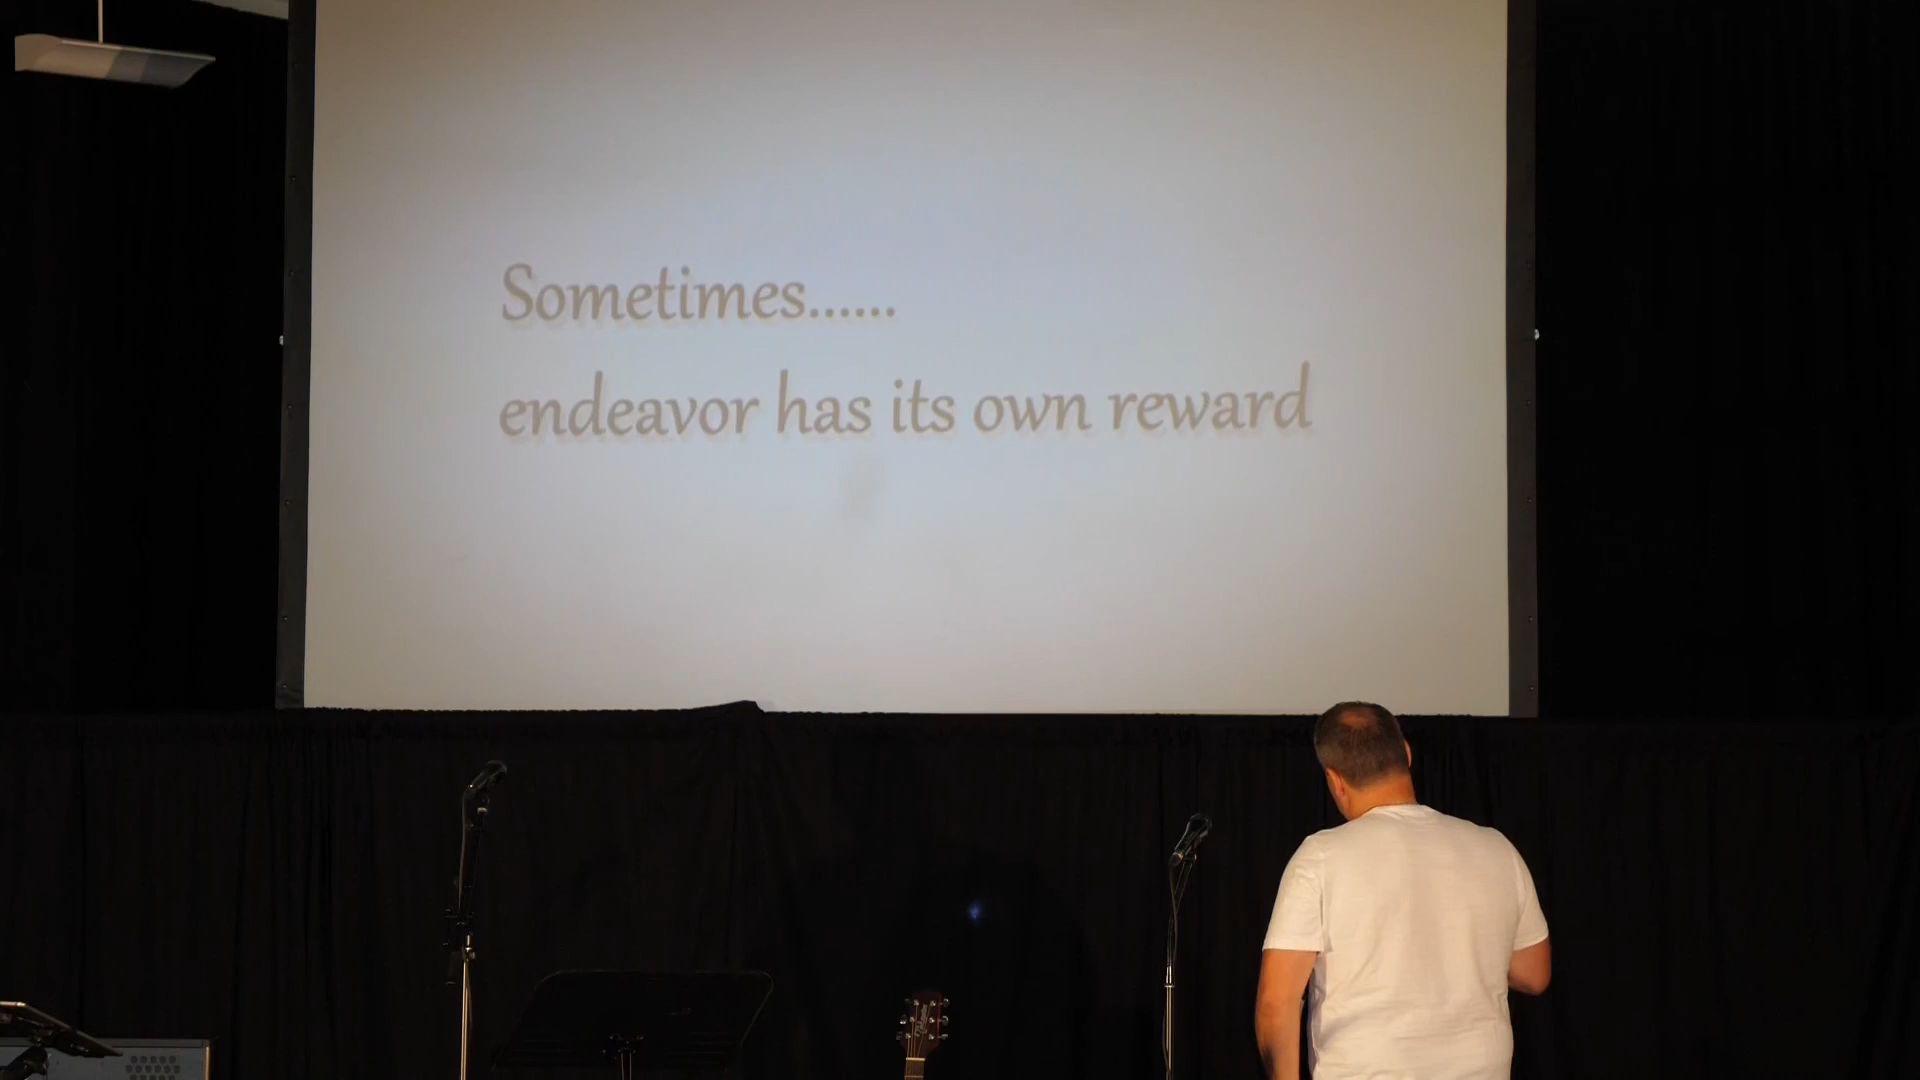 Sometimes......
endeavor has its own reward